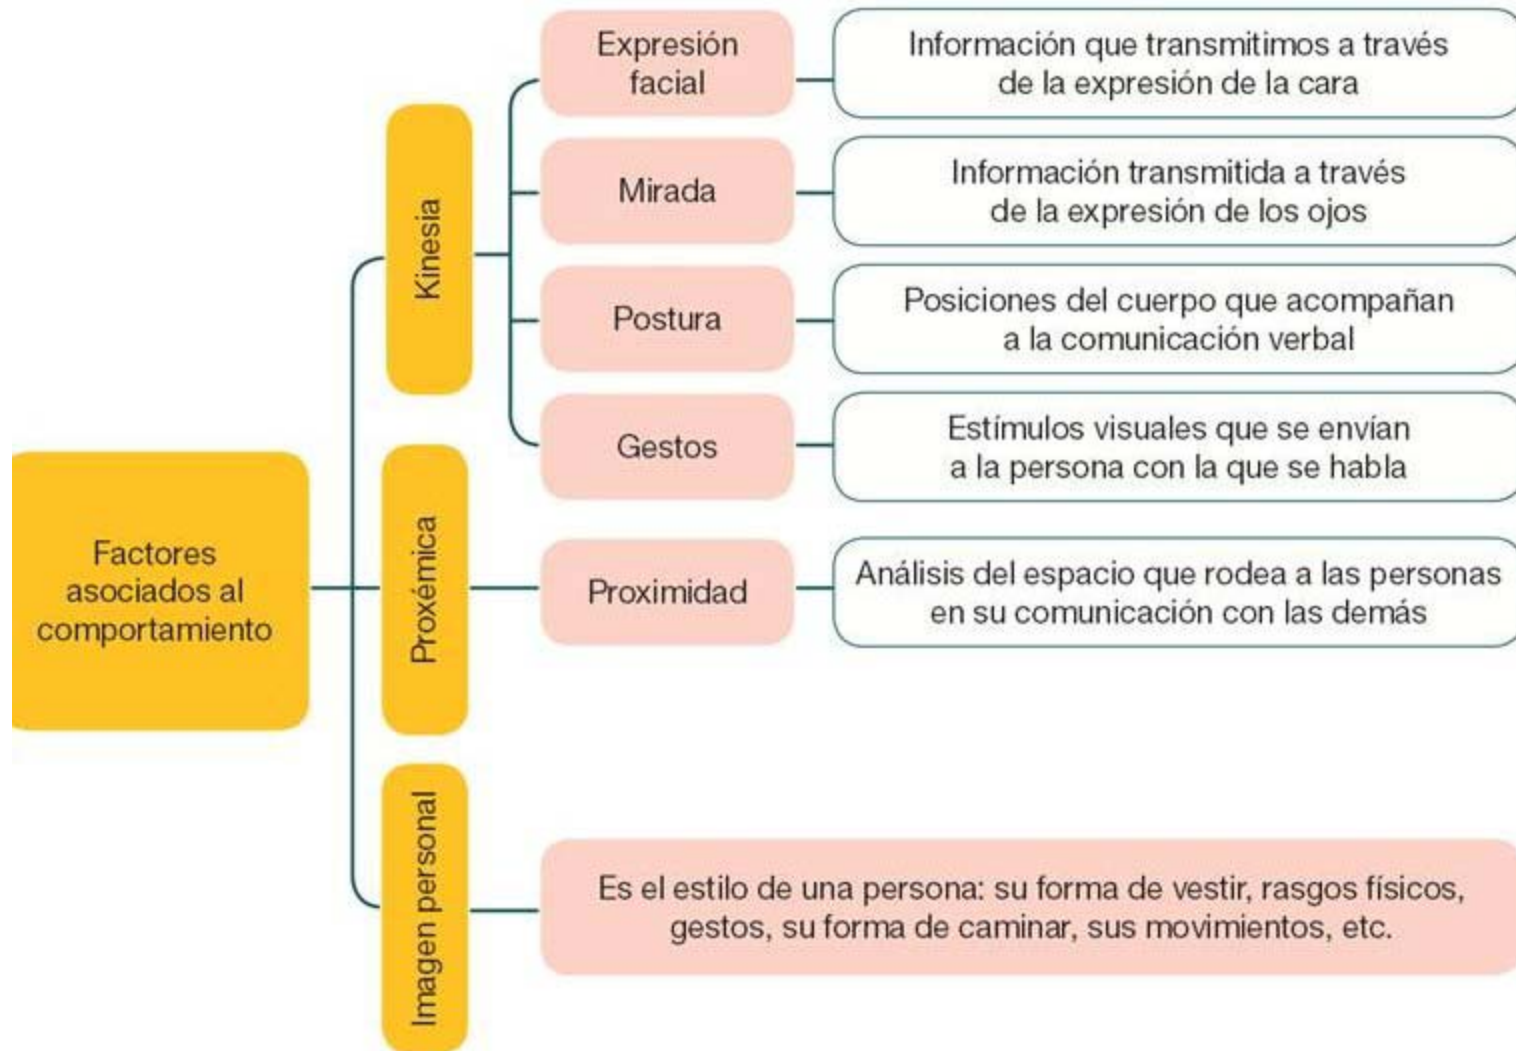 Factores
asociados al
comportamiento
Kinesia
Expresión
facial
Información que transmitimos a través
de la expresión de la cara
Mirada
Información transmitida a través
de la expresión de los ojos
Postura
Posiciones del cuerpo que acompañan
a la comunicación verbal
Gestos
Estímulos visuales que se envían
a la persona con la que se habla
Proxémica
Proximidad
Análisis del espacio que rodea a las personas
en su comunicación con las demás
Imagen personal
Es el estilo de una persona: su forma de vestir, rasgos físicos,
gestos, su forma de caminar, sus movimientos, etc.